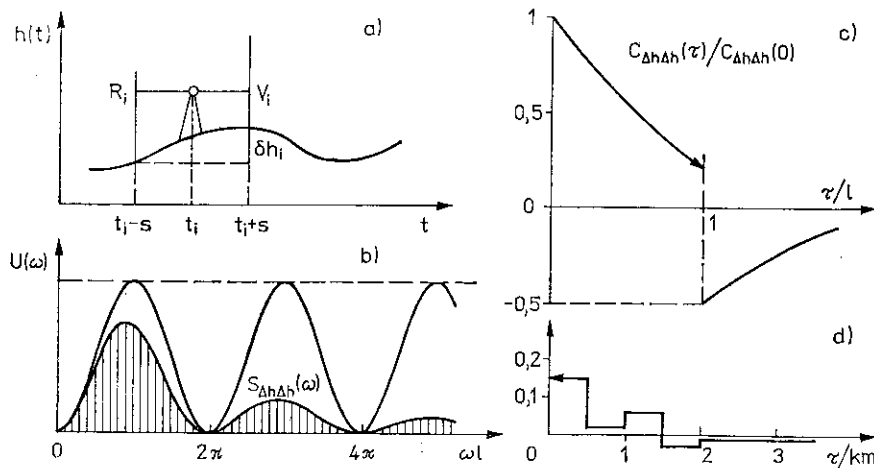 h(t)
a)
R_i
V_i
δh_i
t_i-s
t_i
t_i+s
t
U(ω)
b)
S_ΔhΔh(ω)
0
2π
4π
ωl
1
c)
C_ΔhΔh(τ)/C_ΔhΔh(0)
0,5
0
τ/l
1
-0,5
d)
0,2
0,1
0
1
2
3
τ/km